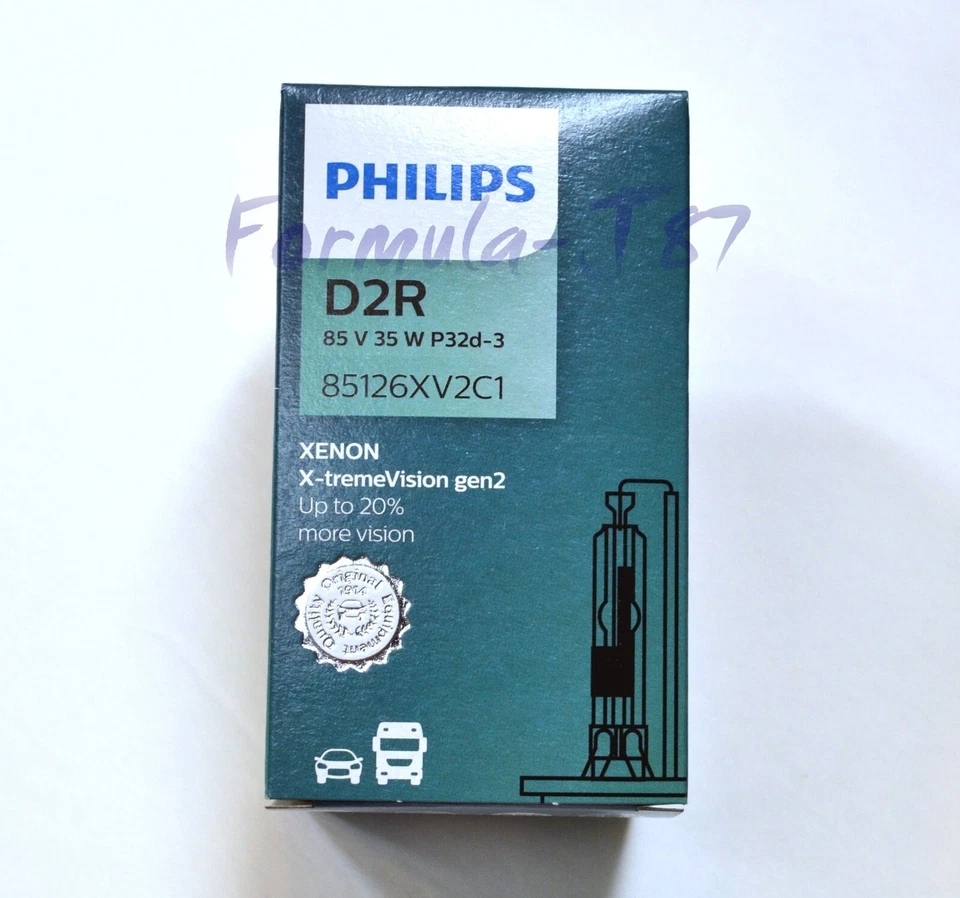 PHILIPS
Formula-J87
D2R
85 V 35 W P32d-3
85126XV2C1
XENON
X-tremeVision gen2
Up to 20%
more vision
Quality Original Equipment
1914